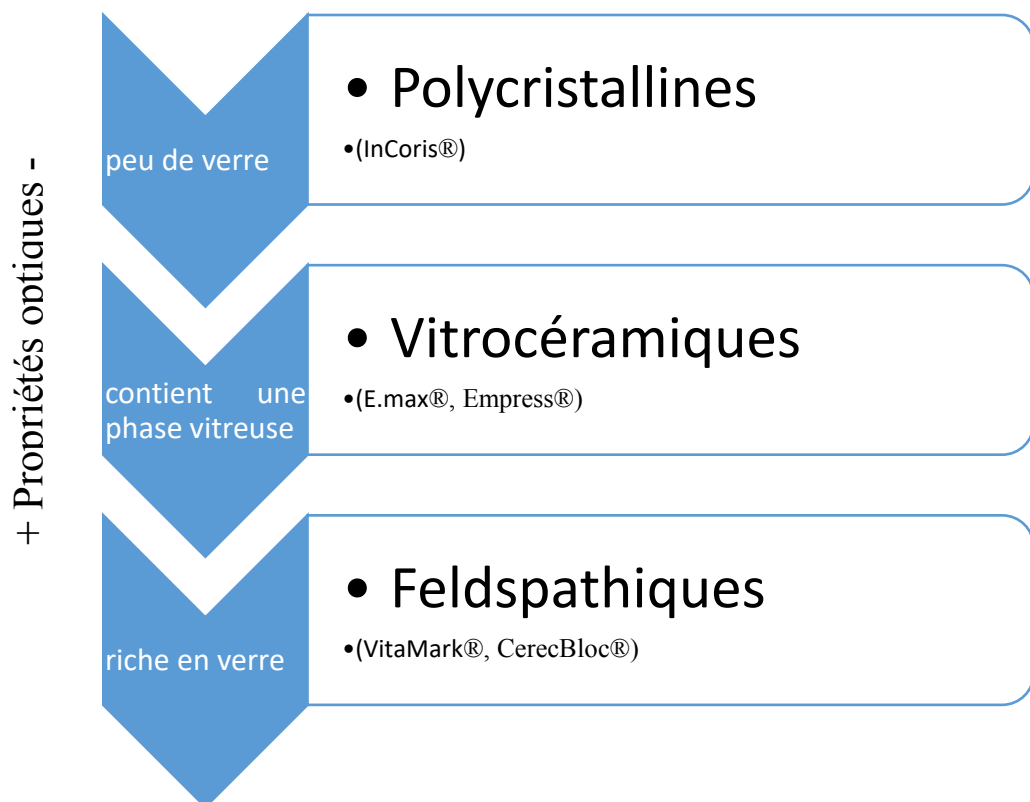 + Propriétés optiques -
peu de verre
• Polycristallines
•(InCoris®)
contient une
phase vitreuse
• Vitrocéramiques
•(E.max®, Empress®)
riche en verre
• Feldspathiques
•(VitaMark®, CerecBloc®)